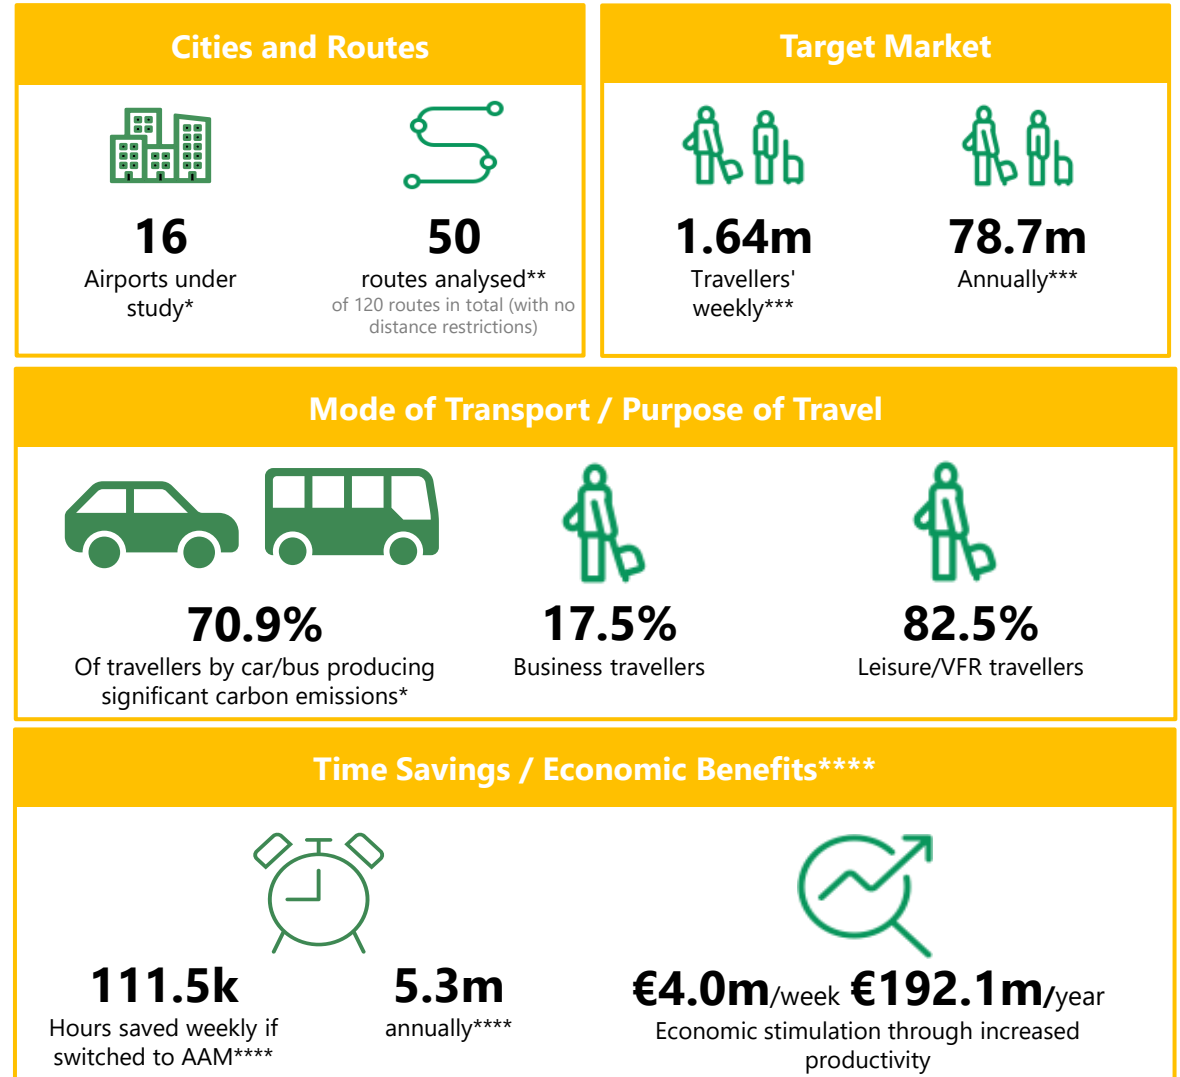 Cities and Routes
16
Airports under
study*
50
routes analysed**
of 120 routes in total (with no
distance restrictions)
Target Market
1.64m
Travellers'
weekly***
78.7m
Annually***
Mode of Transport / Purpose of Travel
70.9%
Of travellers by car/bus producing
significant carbon emissions*
17.5%
Business travellers
82.5%
Leisure/VFR travellers
Time Savings / Economic Benefits****
111.5k
Hours saved weekly if
switched to AAM****
5.3m
annually****
€4.0m/week €192.1m/year
Economic stimulation through increased
productivity